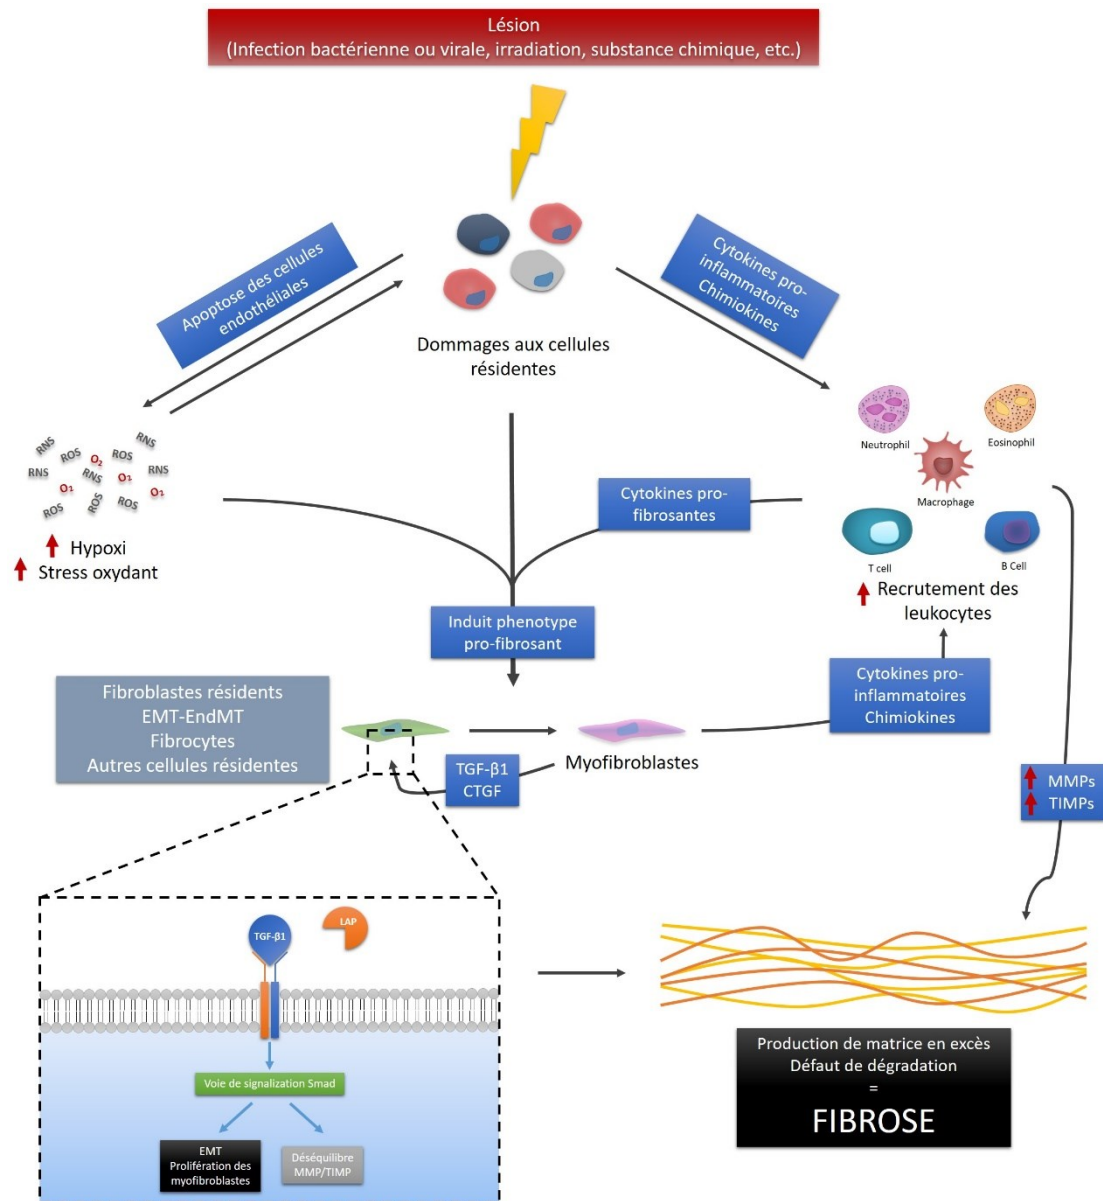 Lésion
(Infection bactérienne ou virale, irradiation, substance chimique, etc.)
Apoptose des cellules
endothéliales
Cytokines pro-
inflammatoires
Chimiokines
Dommages aux cellules
résidentes
RNS
RNS
ROS
O₂
ROS
RNS
RNS
O₂
RNS
O₂
O₂
ROS
ROS
ROS
Hypoxi
Stress oxydant
Neutrophil
Eosinophil
Macrophage
T cell
B Cell
Recrutement des
leukocytes
Cytokines pro-
fibrosantes
Induit phenotype
pro-fibrosant
Fibroblastes résidents
EMT-EndMT
Fibrocytes
Autres cellules résidentes
Myofibroblastes
TGF-β1
CTGF
Cytokines pro-
inflammatoires
Chimiokines
MMPs
TIMPs
TGF-β1
LAP
Voie de signalization Smad
EMT
Prolifération des
myofibroblastes
Déséquilibre
MMP/TIMP
Production de matrice en excès
Défaut de dégradation
=
FIBROSE